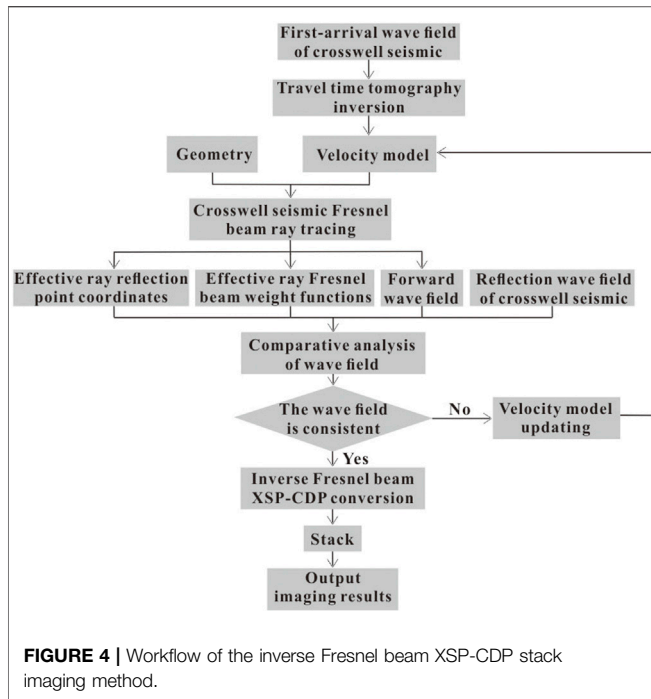 First-arrival wave field
of crosswell seismic
Travel time tomography
inversion
Geometry
Velocity model
Crosswell seismic Fresnel
beam ray tracing
Effective ray reflection
point coordinates
Effective ray Fresnel
beam weight functions
Forward
wave field
Reflection wave field
of crosswell seismic
Comparative analysis
of wave field
The wave field
is consistent
No
Velocity model
updating
Yes
Inverse Fresnel beam
XSP-CDP conversion
Stack
Output
imaging results
FIGURE 4 | Workflow of the inverse Fresnel beam XSP-CDP stack
imaging method.